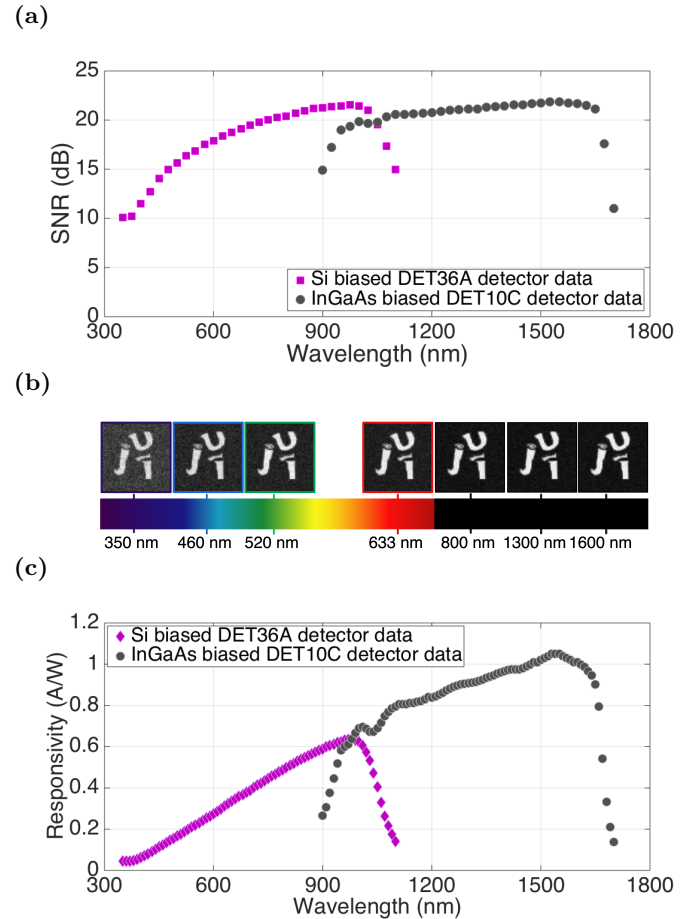 (a)
25
20
15
10
5
0
SNR (dB)
Si biased DET36A detector data
InGaAs biased DET10C detector data
300 600 900 1200 1500 1800
Wavelength (nm)
(b)
350 nm 460 nm 520 nm 633 nm 800 nm 1300 nm 1600 nm
(c)
1.2
1
0.8
0.6
0.4
0.2
0
Responsivity (A/W)
Si biased DET36A detector data
InGaAs biased DET10C detector data
300 600 900 1200 1500 1800
Wavelength (nm)